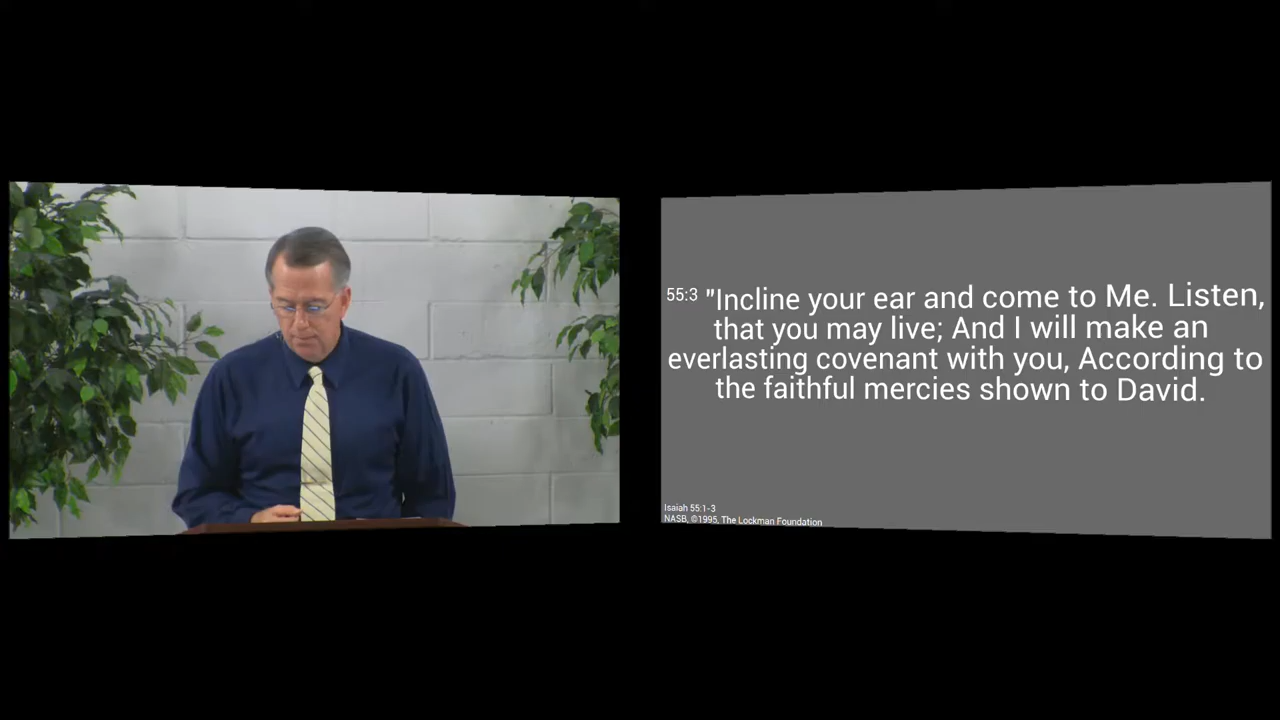 55:3 "Incline your ear and come to Me. Listen,
that you may live; And I will make an
everlasting covenant with you, According to
the faithful mercies shown to David.
Isaiah 55:1-3
NASB, ©1995, The Lockman Foundation